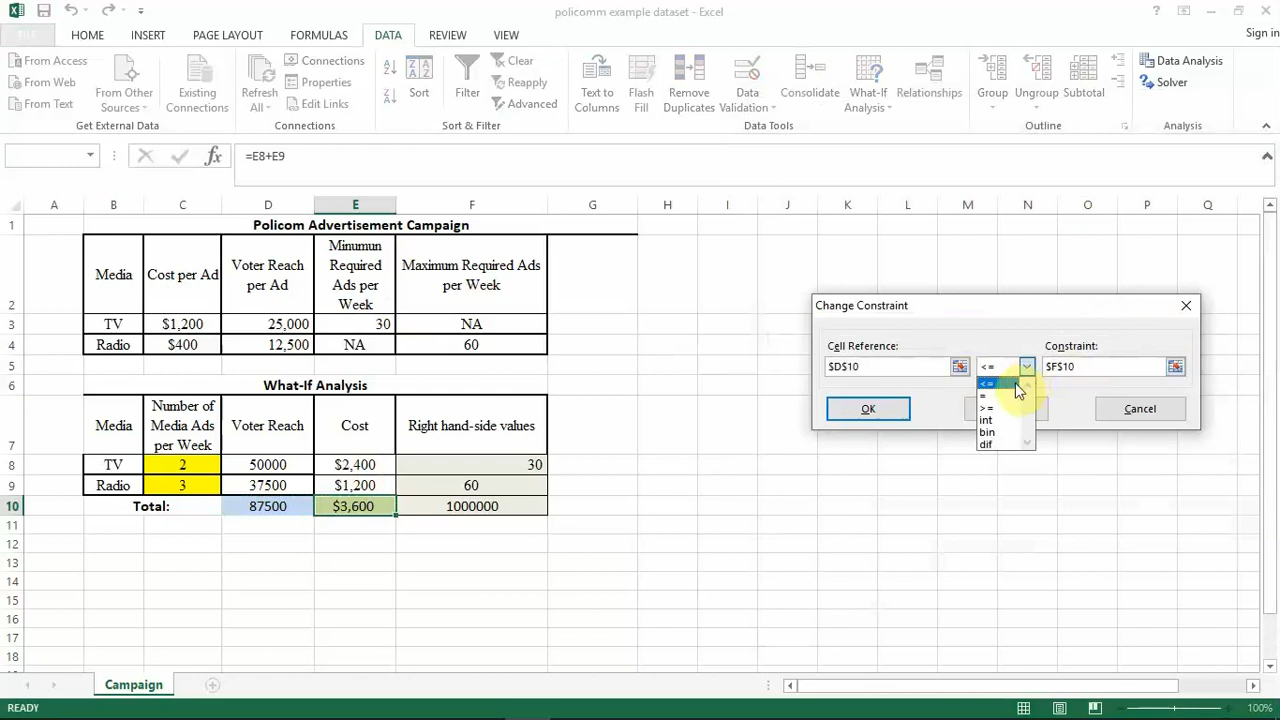 policomm example dataset - Excel
?
FILE HOME INSERT PAGE LAYOUT FORMULAS DATA REVIEW VIEW Sign in
From Access
From Web
From Text
From Other
Sources
Existing
Connections
Get External Data
Refresh
All
Connections
Properties
Edit Links
Connections
Sort
Filter
Clear
Reapply
Advanced
Sort & Filter
Text to
Columns
Flash
Fill
Remove
Duplicates
Data
Validation
Consolidate
What-If
Analysis
Relationships
Data Tools
Group
Ungroup
Subtotal
Outline
Data Analysis
Solver
Analysis
fx =E8+E9
A B C D E F G H I J K L M N O P Q
1 Policom Advertisement Campaign
2 Media Cost per Ad Voter Reach
per Ad Minumun
Required
Ads per
Week Maximum Required Ads
per Week
3 TV $1,200 25,000 30 NA
4 Radio $400 12,500 NA 60
5
6 What-If Analysis
7 Media Number of
Media Ads
per Week Voter Reach Cost Right hand-side values
8 TV 2 50000 $2,400 30
9 Radio 3 37500 $1,200 60
10 Total: 87500 $3,600 1000000
11
12
13
14
15
16
17
18
Change Constraint
Cell Reference: Constraint:
$D$10 <= $F$10
<=
=
>=
int
bin
dif
OK Cancel
Campaign
READY 100%